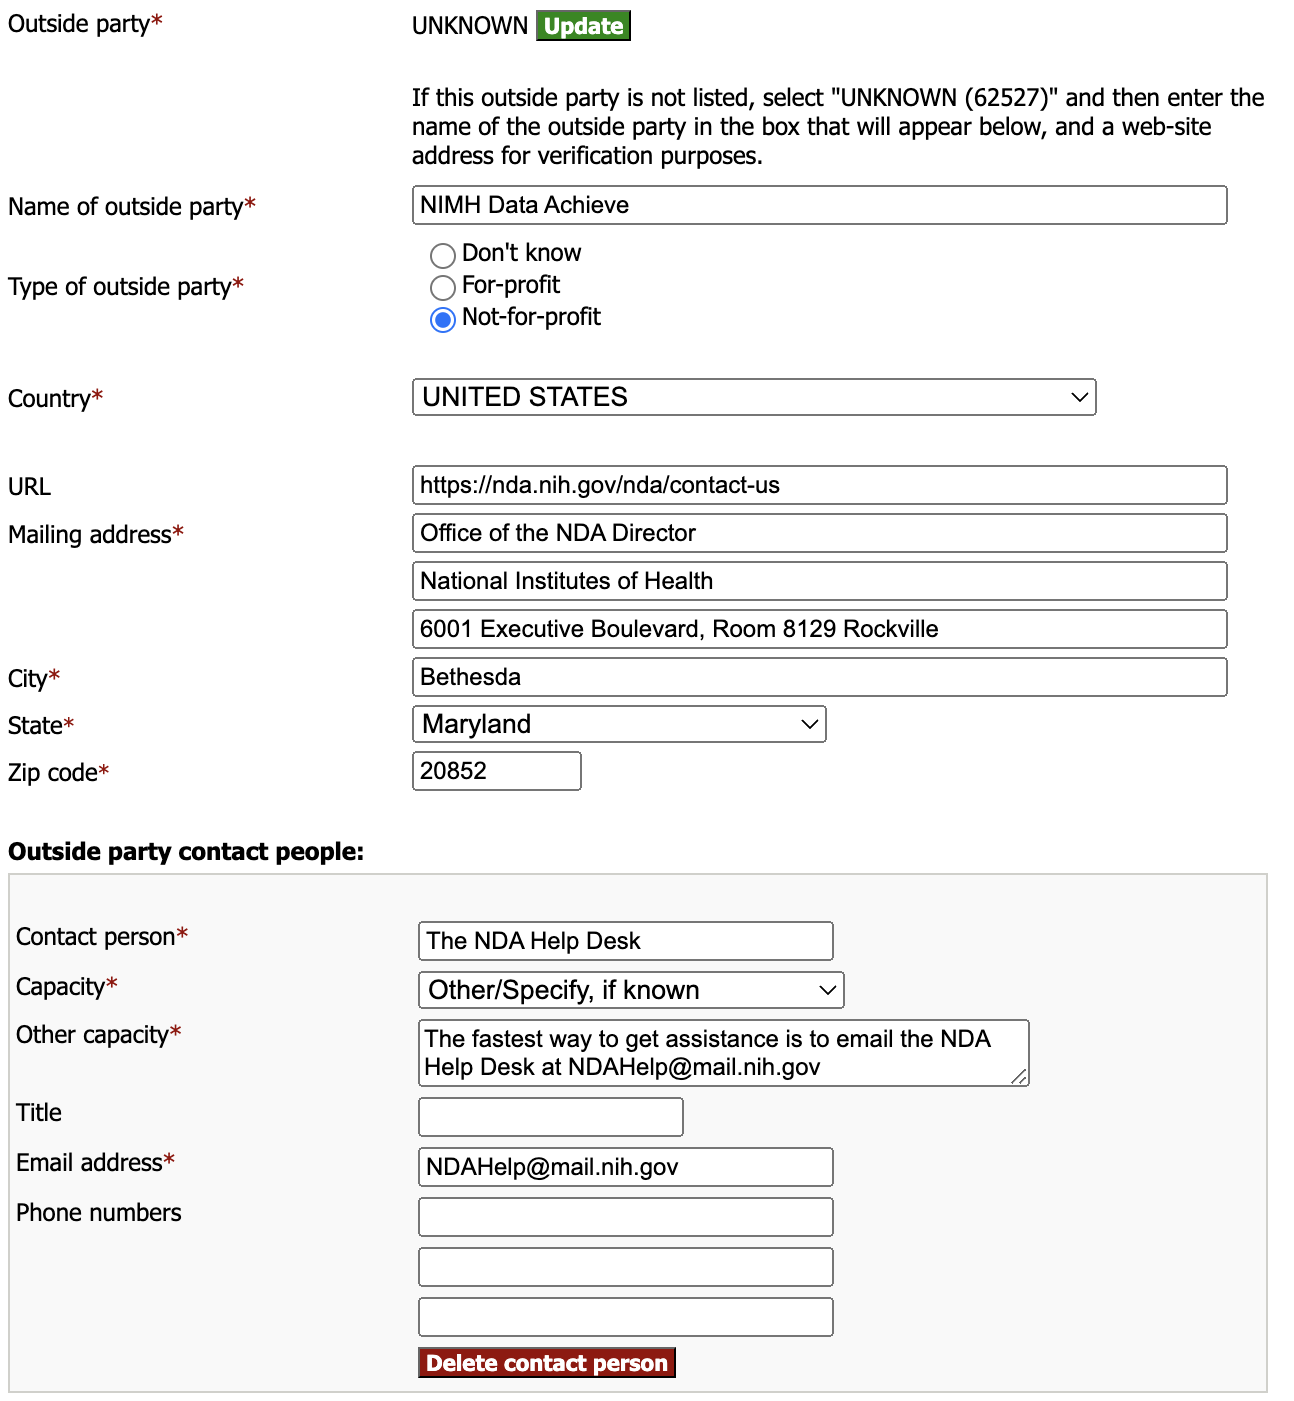 Outside party*
UNKNOWN Update
If this outside party is not listed, select "UNKNOWN (62527)" and then enter the
name of the outside party in the box that will appear below, and a web-site
address for verification purposes.
Name of outside party*
NIMH Data Achieve
Type of outside party*
Don't know
For-profit
Not-for-profit
Country*
UNITED STATES
URL
https://nda.nih.gov/nda/contact-us
Mailing address*
Office of the NDA Director
National Institutes of Health
6001 Executive Boulevard, Room 8129 Rockville
City*
Bethesda
State*
Maryland
Zip code*
20852
Outside party contact people:
Contact person*
The NDA Help Desk
Capacity*
Other/Specify, if known
Other capacity*
The fastest way to get assistance is to email the NDA
Help Desk at NDAHelp@mail.nih.gov
Title
Email address*
NDAHelp@mail.nih.gov
Phone numbers
Delete contact person